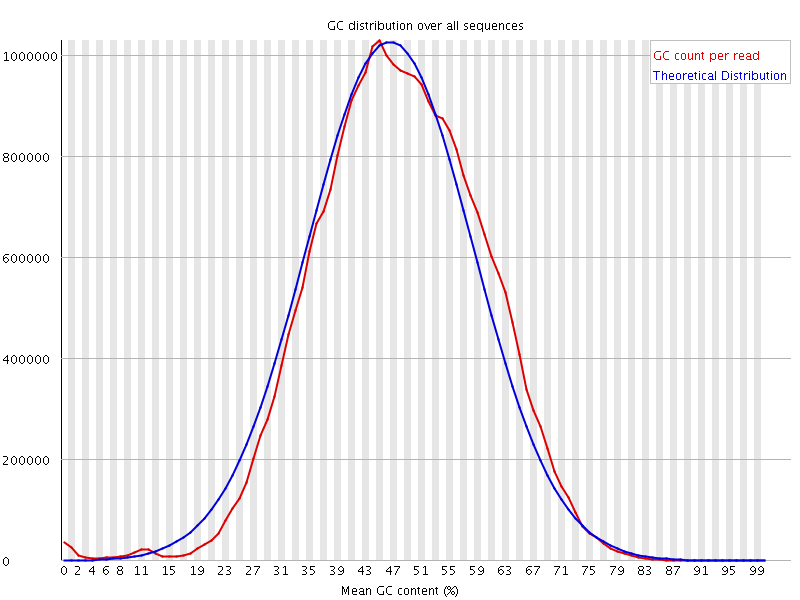 GC distribution over all sequences
GC count per read
Theoretical Distribution
1000000
800000
600000
400000
200000
0
0 2 4 6 8 11 15 19 23 27 31 35 39 43 47 51 55 59 63 67 71 75 79 83 87 91 95 99
Mean GC content (%)